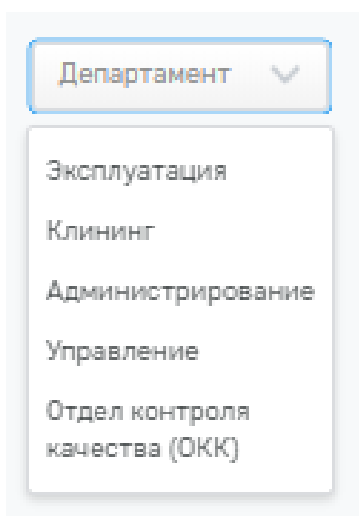 Департамент
Эксплуатация
Клининг
Администрирование
Управление
Отдел контроля
качества (ОКК)